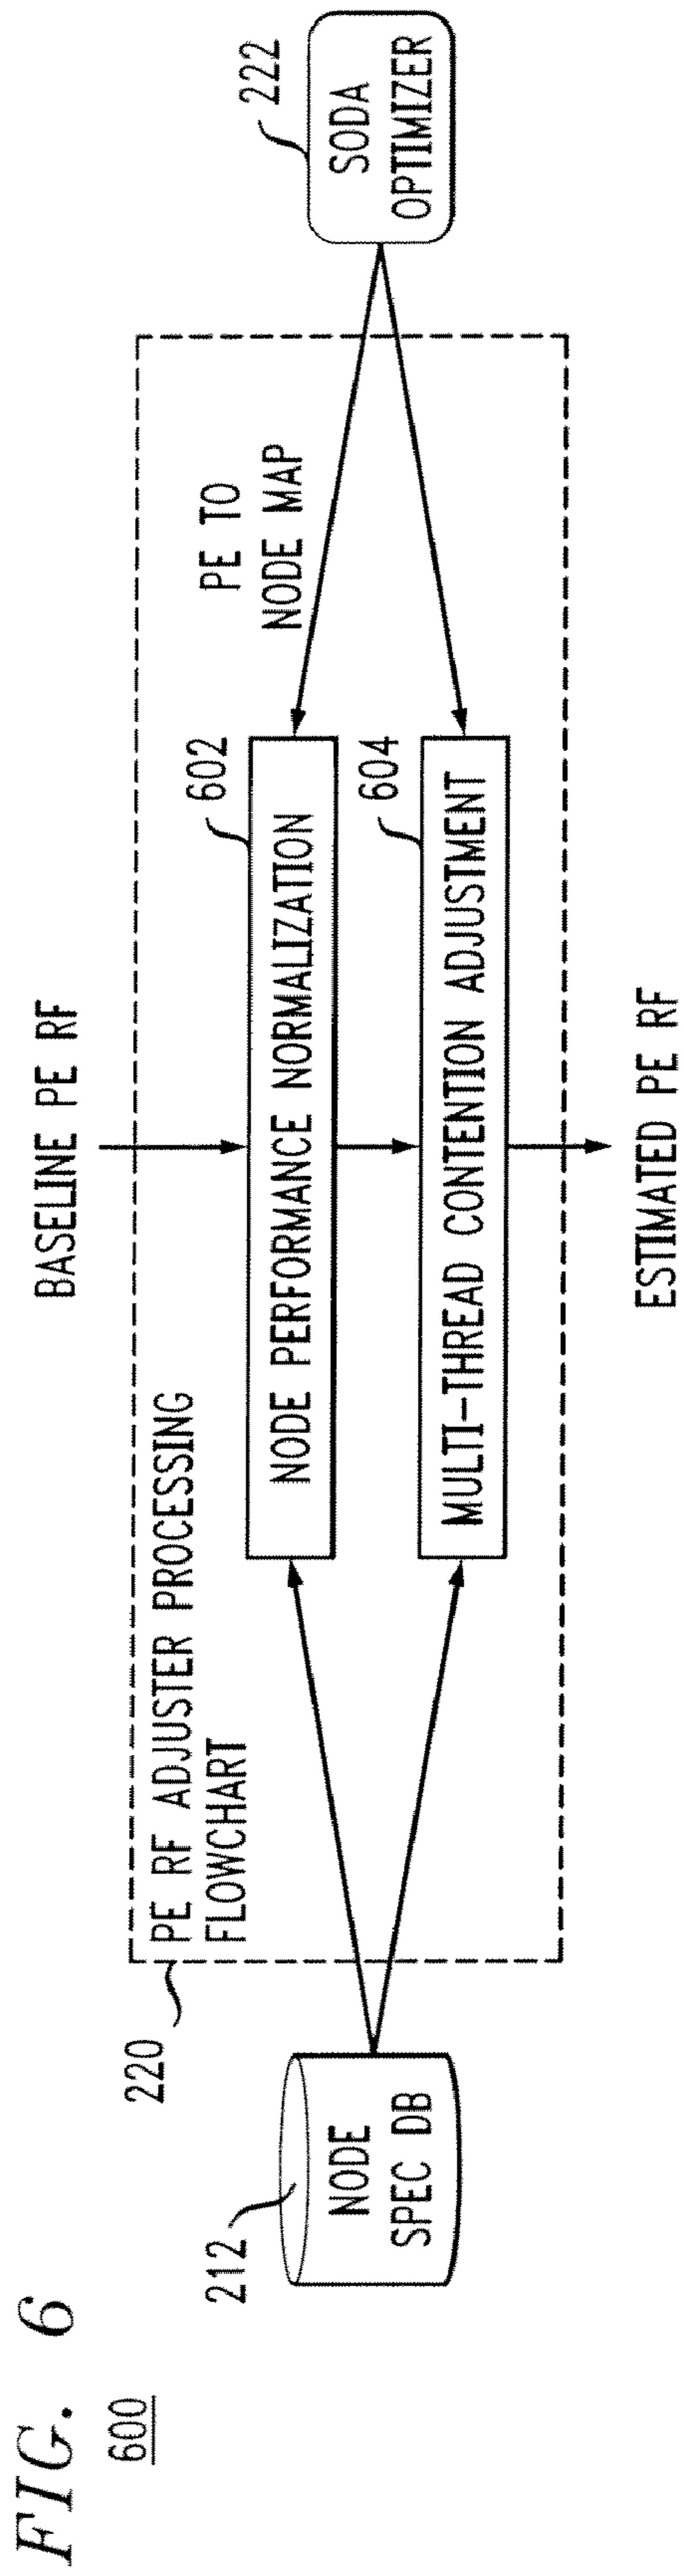 FIG. 6
600
BASELINE PE RF
220
PE RF ADJUSTER PROCESSING
FLOWCHART
602
NODE PERFORMANCE NORMALIZATION
PE TO
NODE MAP
222
SODA
OPTIMIZER
212
NODE
SPEC DB
604
MULTI-THREAD CONTENTION ADJUSTMENT
ESTIMATED PE RF